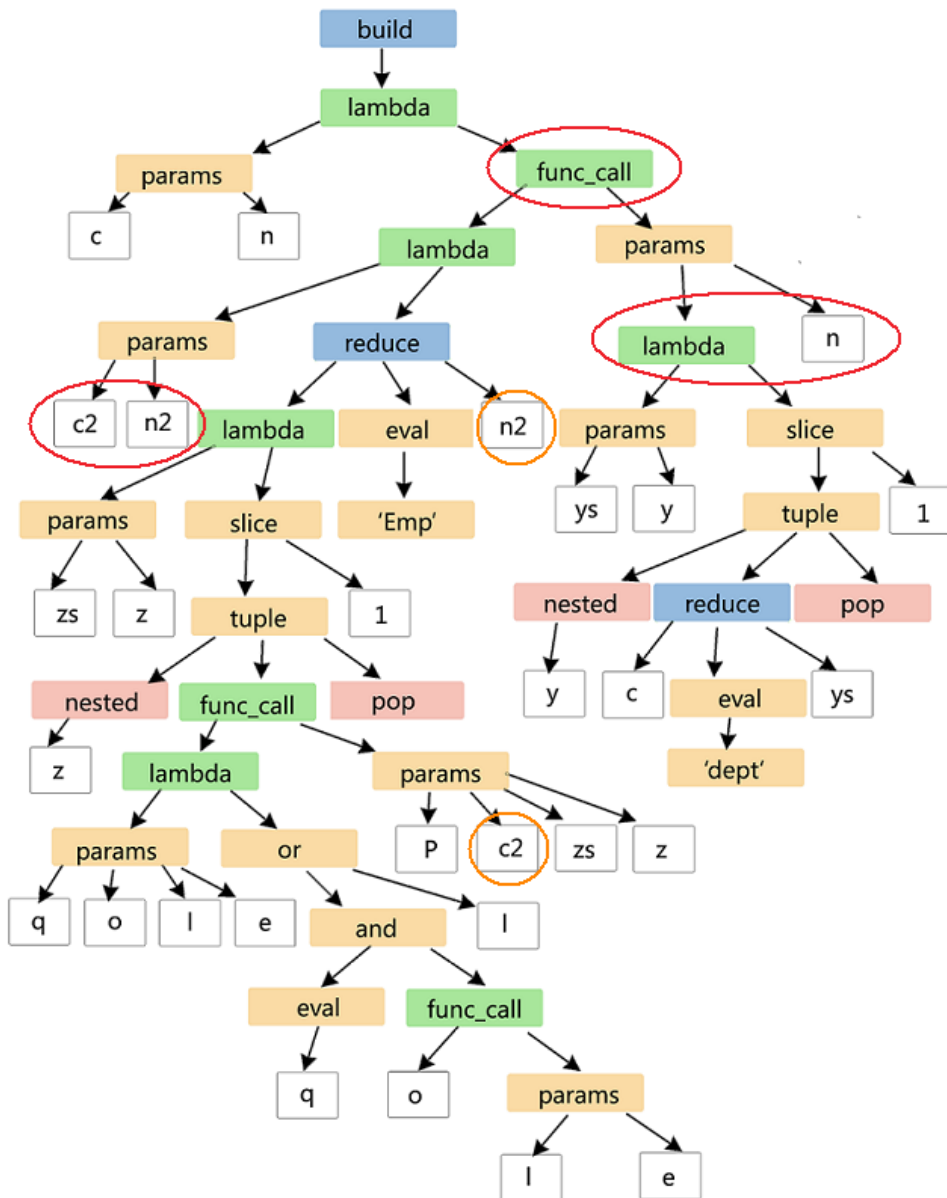 build
lambda
func_call
params
c
n
lambda
params
params
reduce
lambda
n
c2
n2
lambda
eval
n2
params
slice
params
slice
‘Emp’
ys
y
tuple
1
zs
z
tuple
1
nested
reduce
pop
nested
func_call
pop
y
c
eval
ys
z
lambda
params
‘dept’
params
or
P
c2
zs
z
q
o
l
e
and
l
eval
func_call
q
o
params
l
e